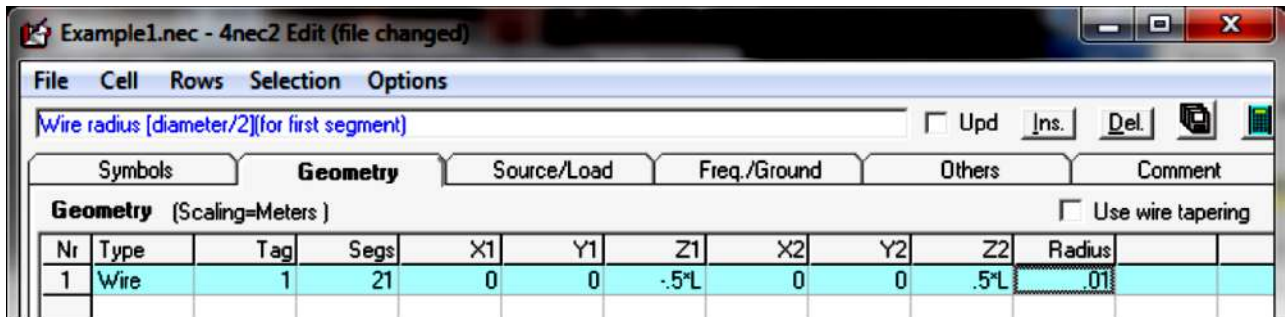 Example1.nec - 4nec2 Edit (file changed)
File Cell Rows Selection Options
Wire radius [diameter/2](for first segment)
Upd Ins. Del.
Symbols Geometry Source/Load Freq./Ground Others Comment
Geometry (Scaling=Meters ) Use wire tapering
Nr Type Tag Segs X1 Y1 Z1 X2 Y2 Z2 Radius
1 Wire 1 21 0 0 -.5*L 0 0 .5*L .01